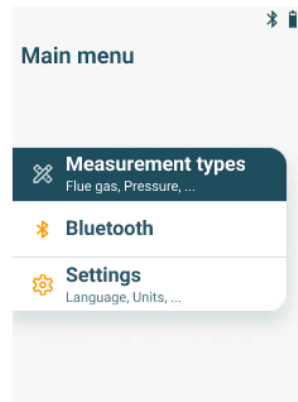 Main menu
Measurement types
Flue gas, Pressure, ...
Bluetooth
Settings
Language, Units, ...